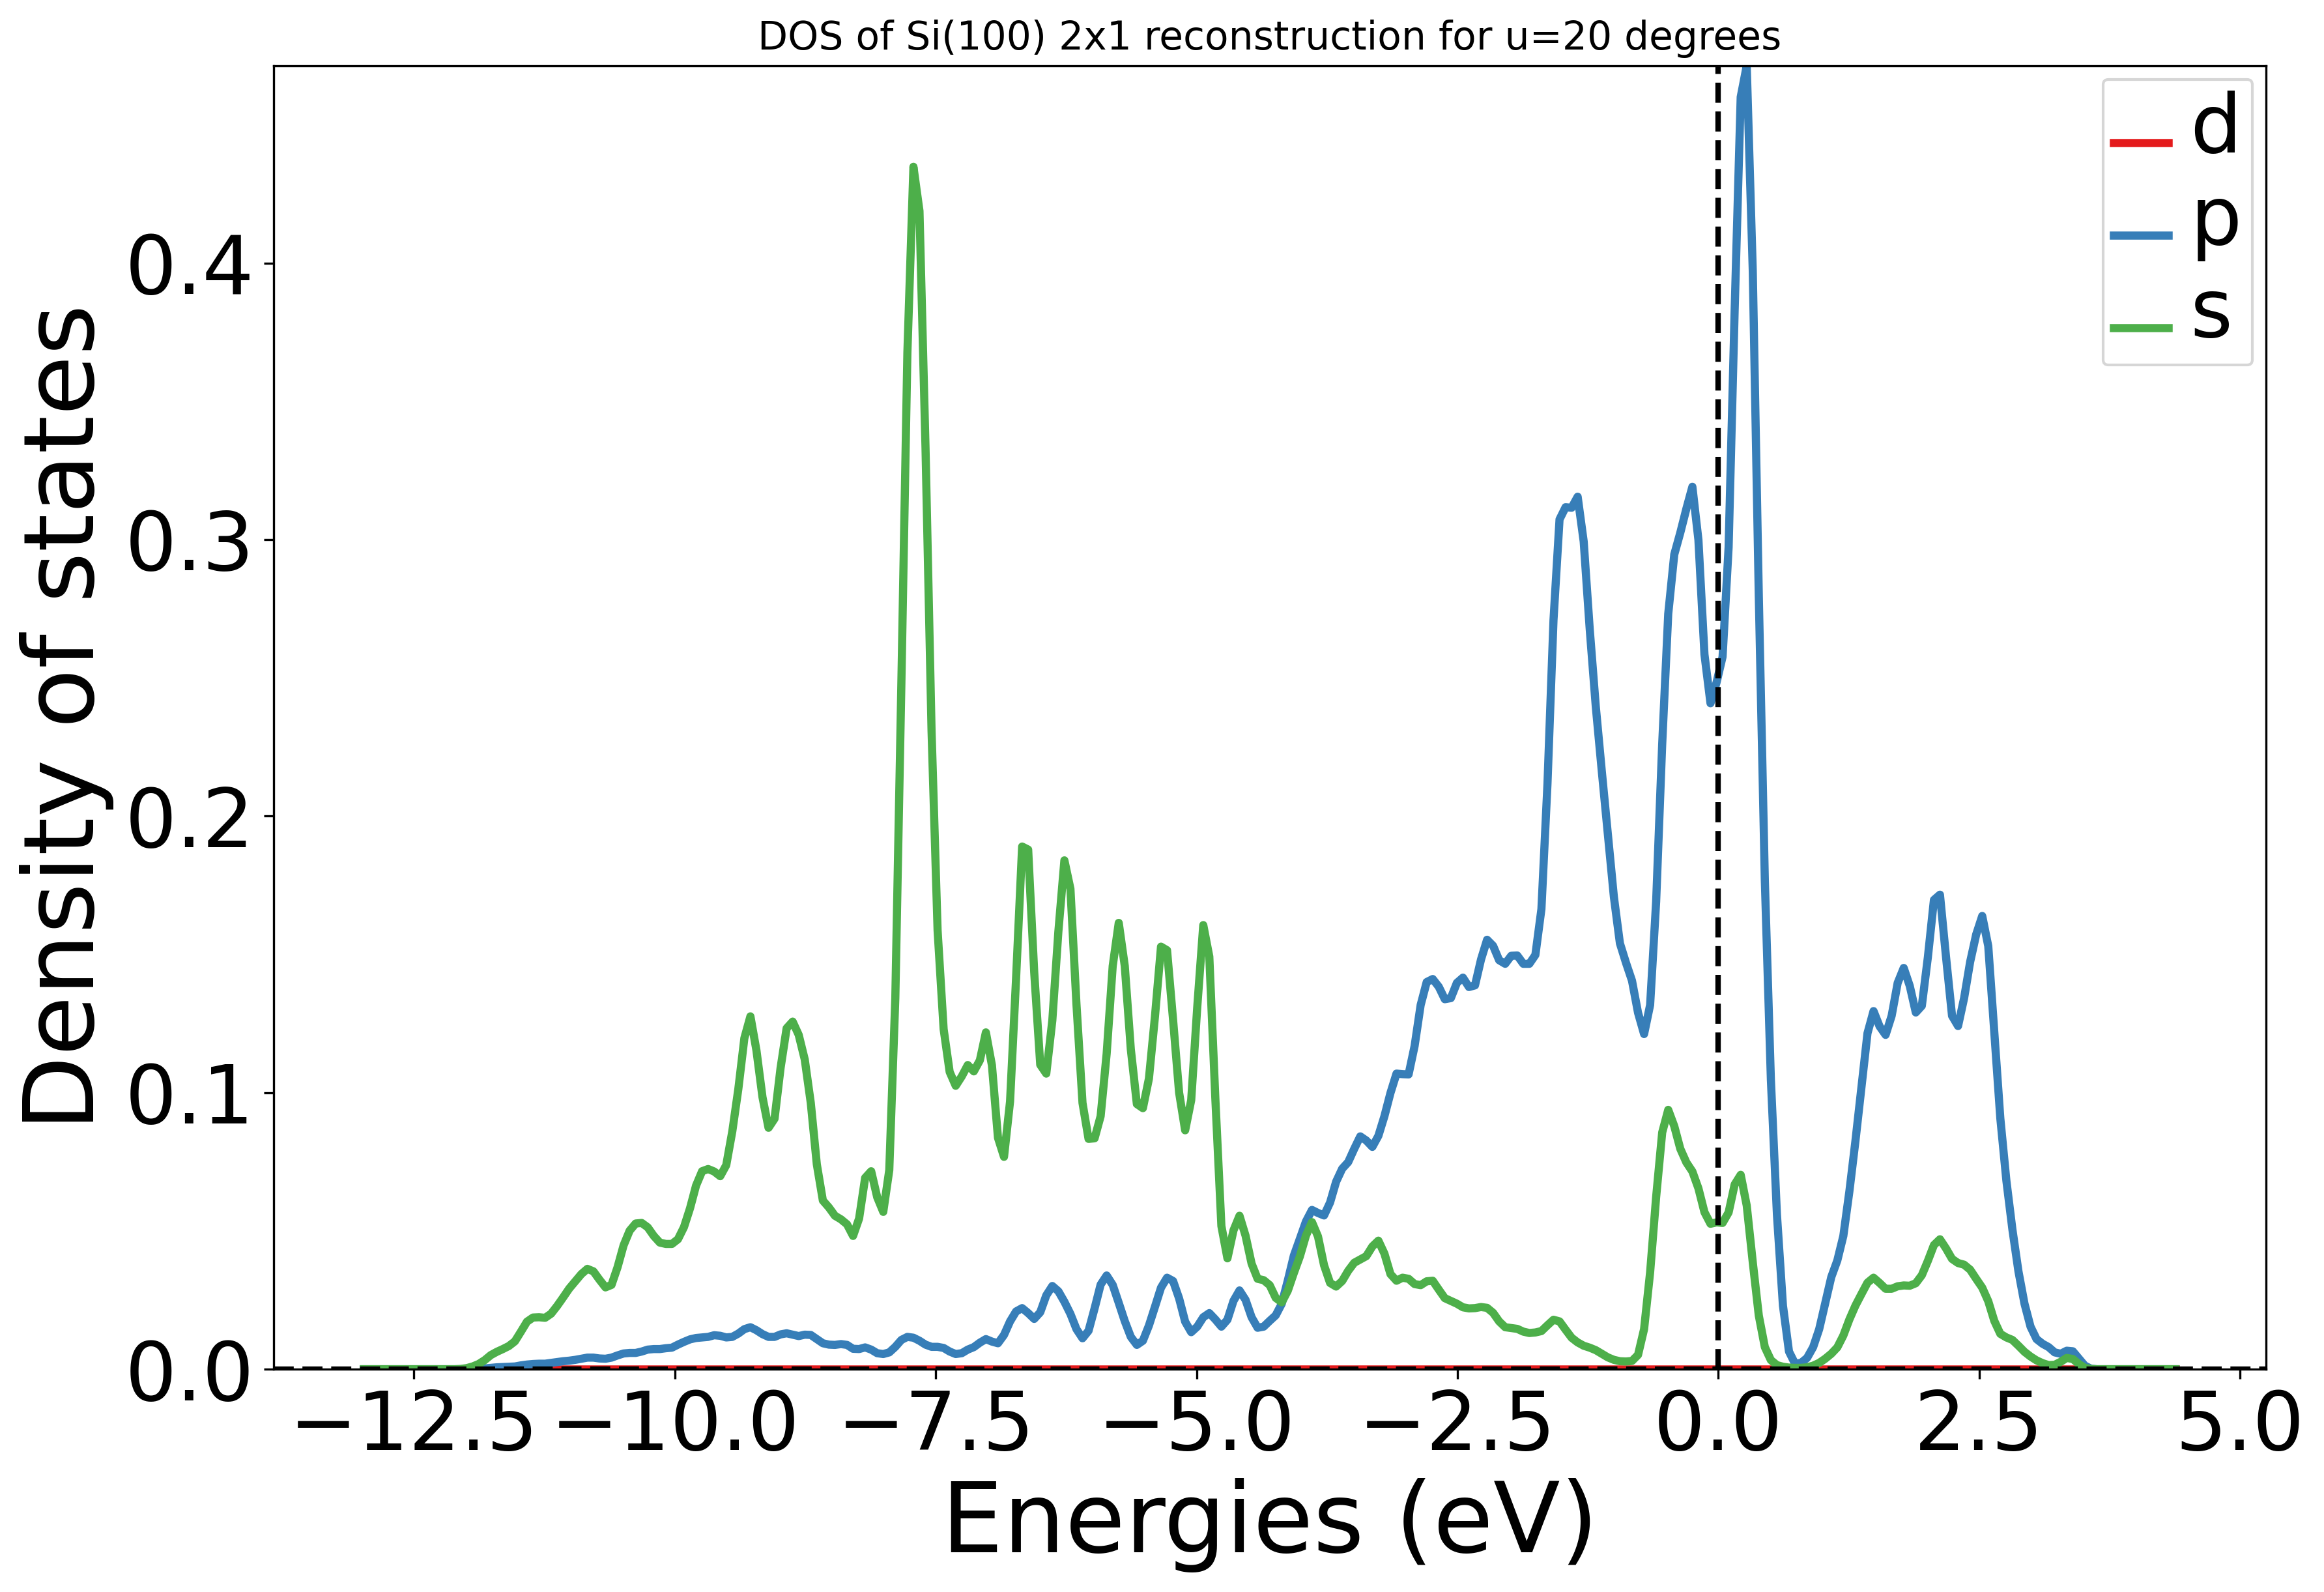 DOS of Si(100) 2x1 reconstruction for u=20 degrees
d
p
s
Density of states
0.4
0.3
0.2
0.1
0.0
−12.5 −10.0 −7.5 −5.0 −2.5 0.0 2.5 5.0
Energies (eV)